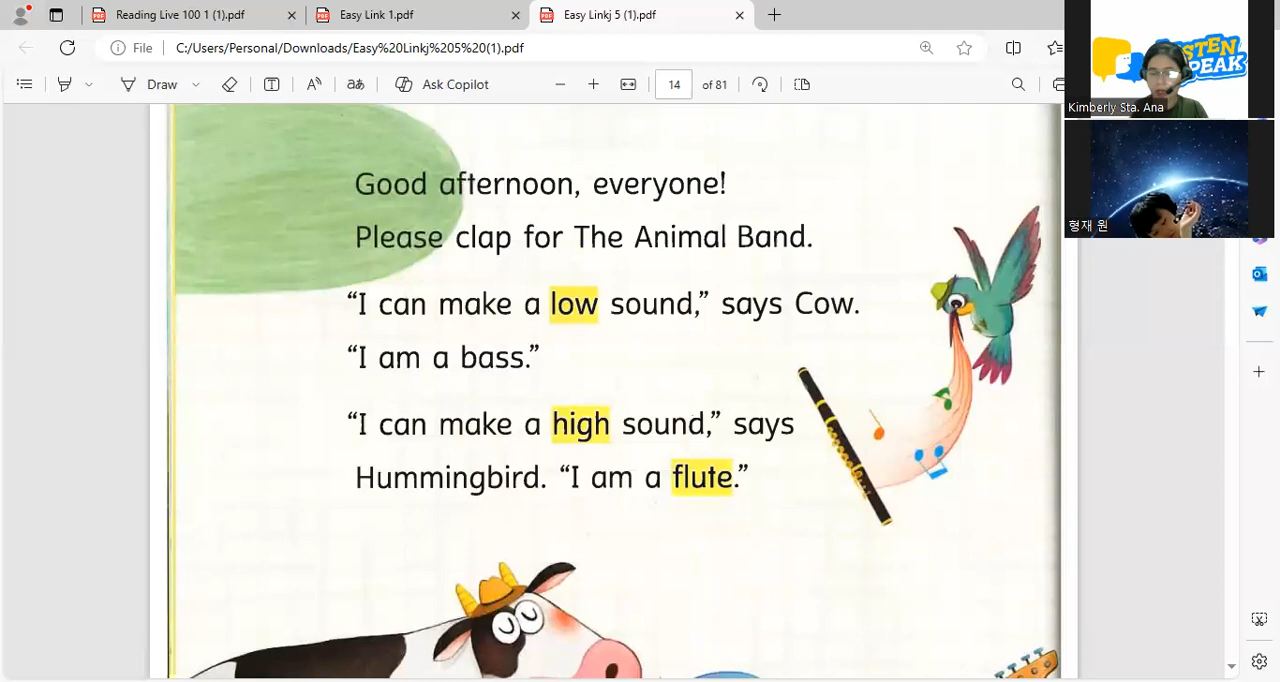 Reading Live 100 1 (1).pdf
Easy Link 1.pdf
Easy Linkj 5 (1).pdf
File
C:/Users/Personal/Downloads/Easy%20Linkj%205%20(1).pdf
Draw
Ask Copilot
14 of 81
Kimberly Sta. Ana
형재 원
Good afternoon, everyone!
Please clap for The Animal Band.
“I can make a low sound,” says Cow.
“I am a bass.”
“I can make a high sound,” says
Hummingbird. “I am a flute.”